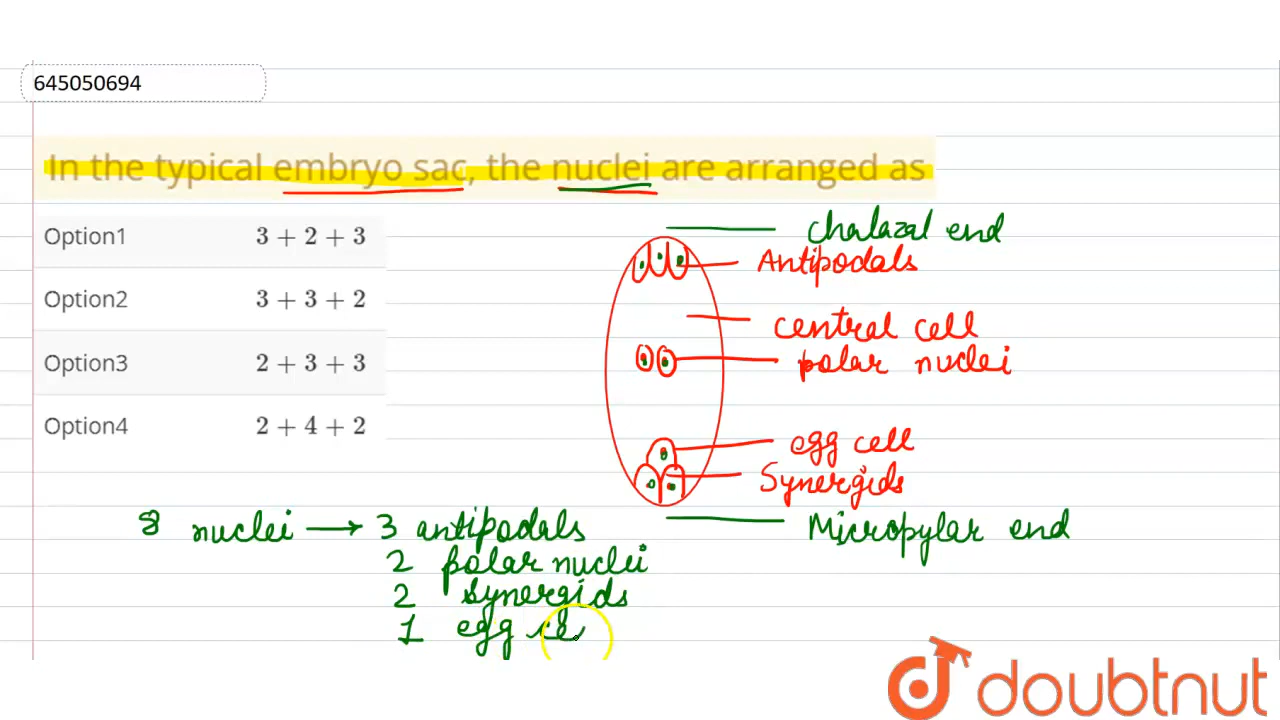 645050694
In the typical embryo sac, the nuclei are arranged as
Option1 3 + 2 + 3
Option2 3 + 3 + 2
Option3 2 + 3 + 3
Option4 2 + 4 + 2
chalazal end
Antipodals
central cell
polar nuclei
egg cell
Synergids
Micropylar end
8 nuclei → 3 antipodals
2 polar nuclei
2 synergids
1 egg ce
doubtnut